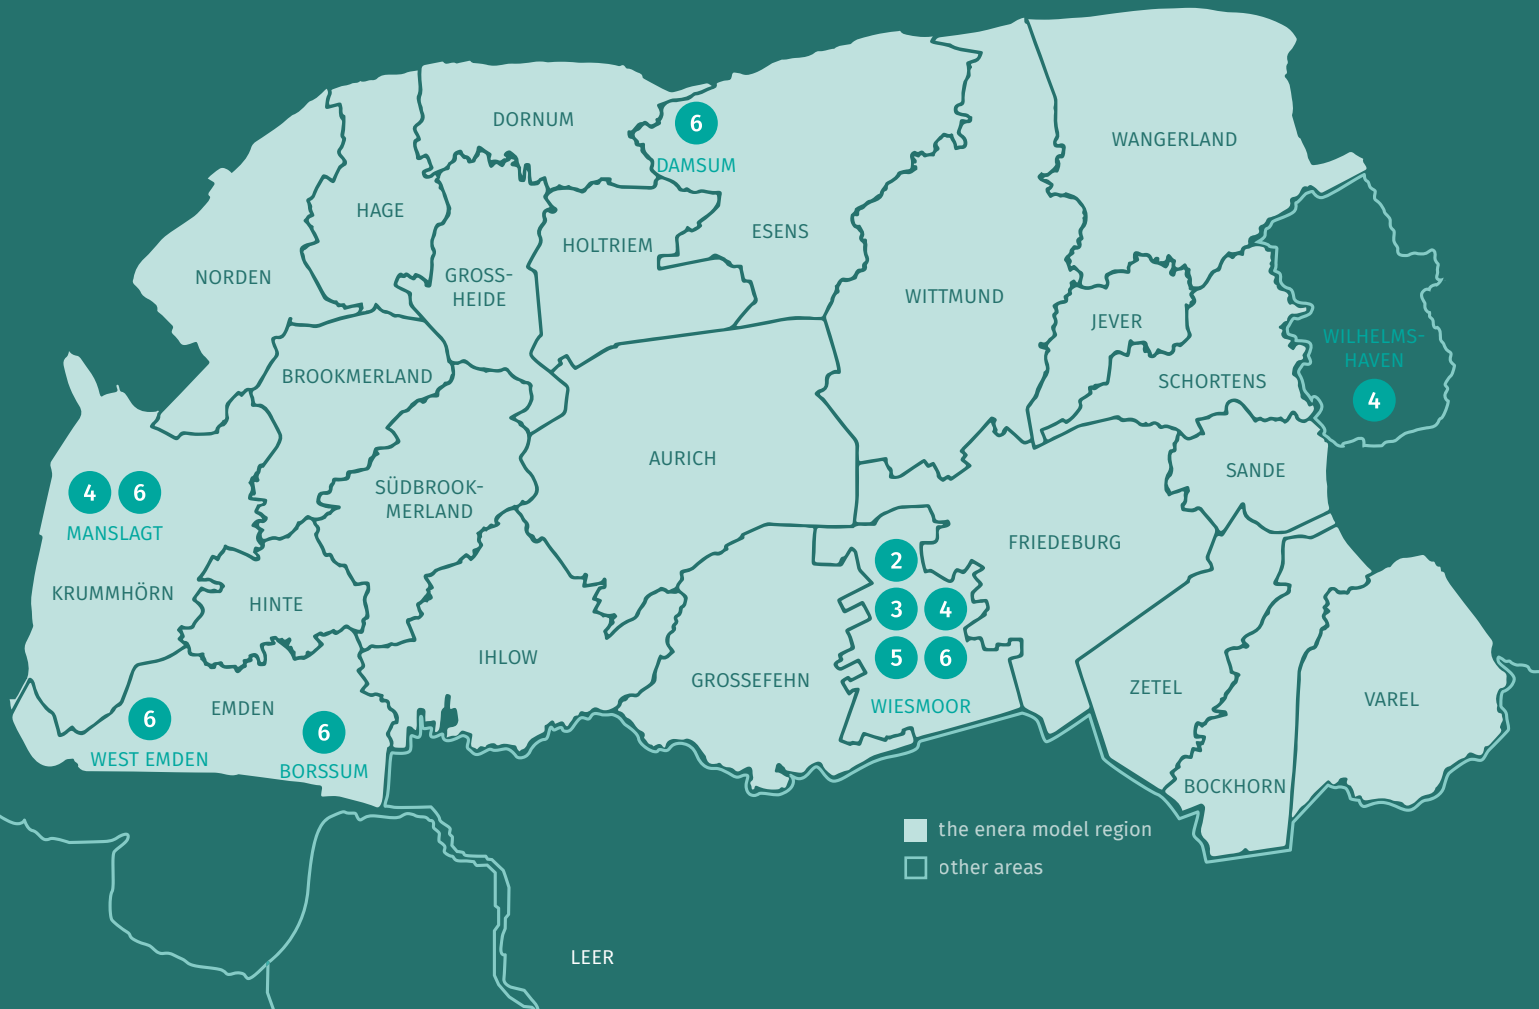 DORNUM
6
DAMSUM
WANGERLAND
HAGE
ESENS
HOLTRIEM
NORDEN
GROSS-
HEIDE
WITTMUND
JEVER
WILHELMS-
HAVEN
4
BROOKMERLAND
SCHORTENS
AURICH
SANDE
SÜDBROOK-
MERLAND
4 6
MANSLAGT
FRIEDEBURG
KRUMMHÖRN
HINTE
2
3 4
5 6
WIESMOOR
IHLOW
GROSSEFEHN
ZETEL
VAREL
EMDEN
6
WEST EMDEN
6
BORSSUM
BOCKHORN
the enera model region
other areas
LEER